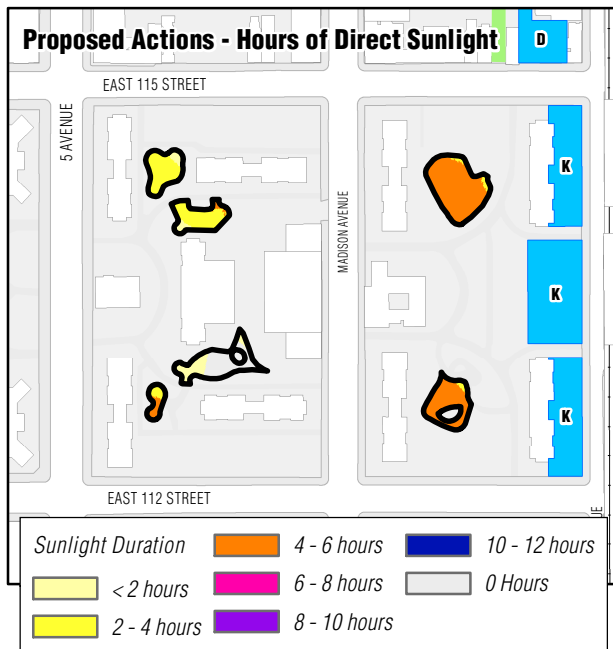 Proposed Actions - Hours of Direct Sunlight
D
EAST 115 STREET
5 AVENUE
MADISON AVENUE
K
K
K
EAST 112 STREET
UE
Sunlight Duration
< 2 hours
2 - 4 hours
4 - 6 hours
6 - 8 hours
8 - 10 hours
10 - 12 hours
0 Hours